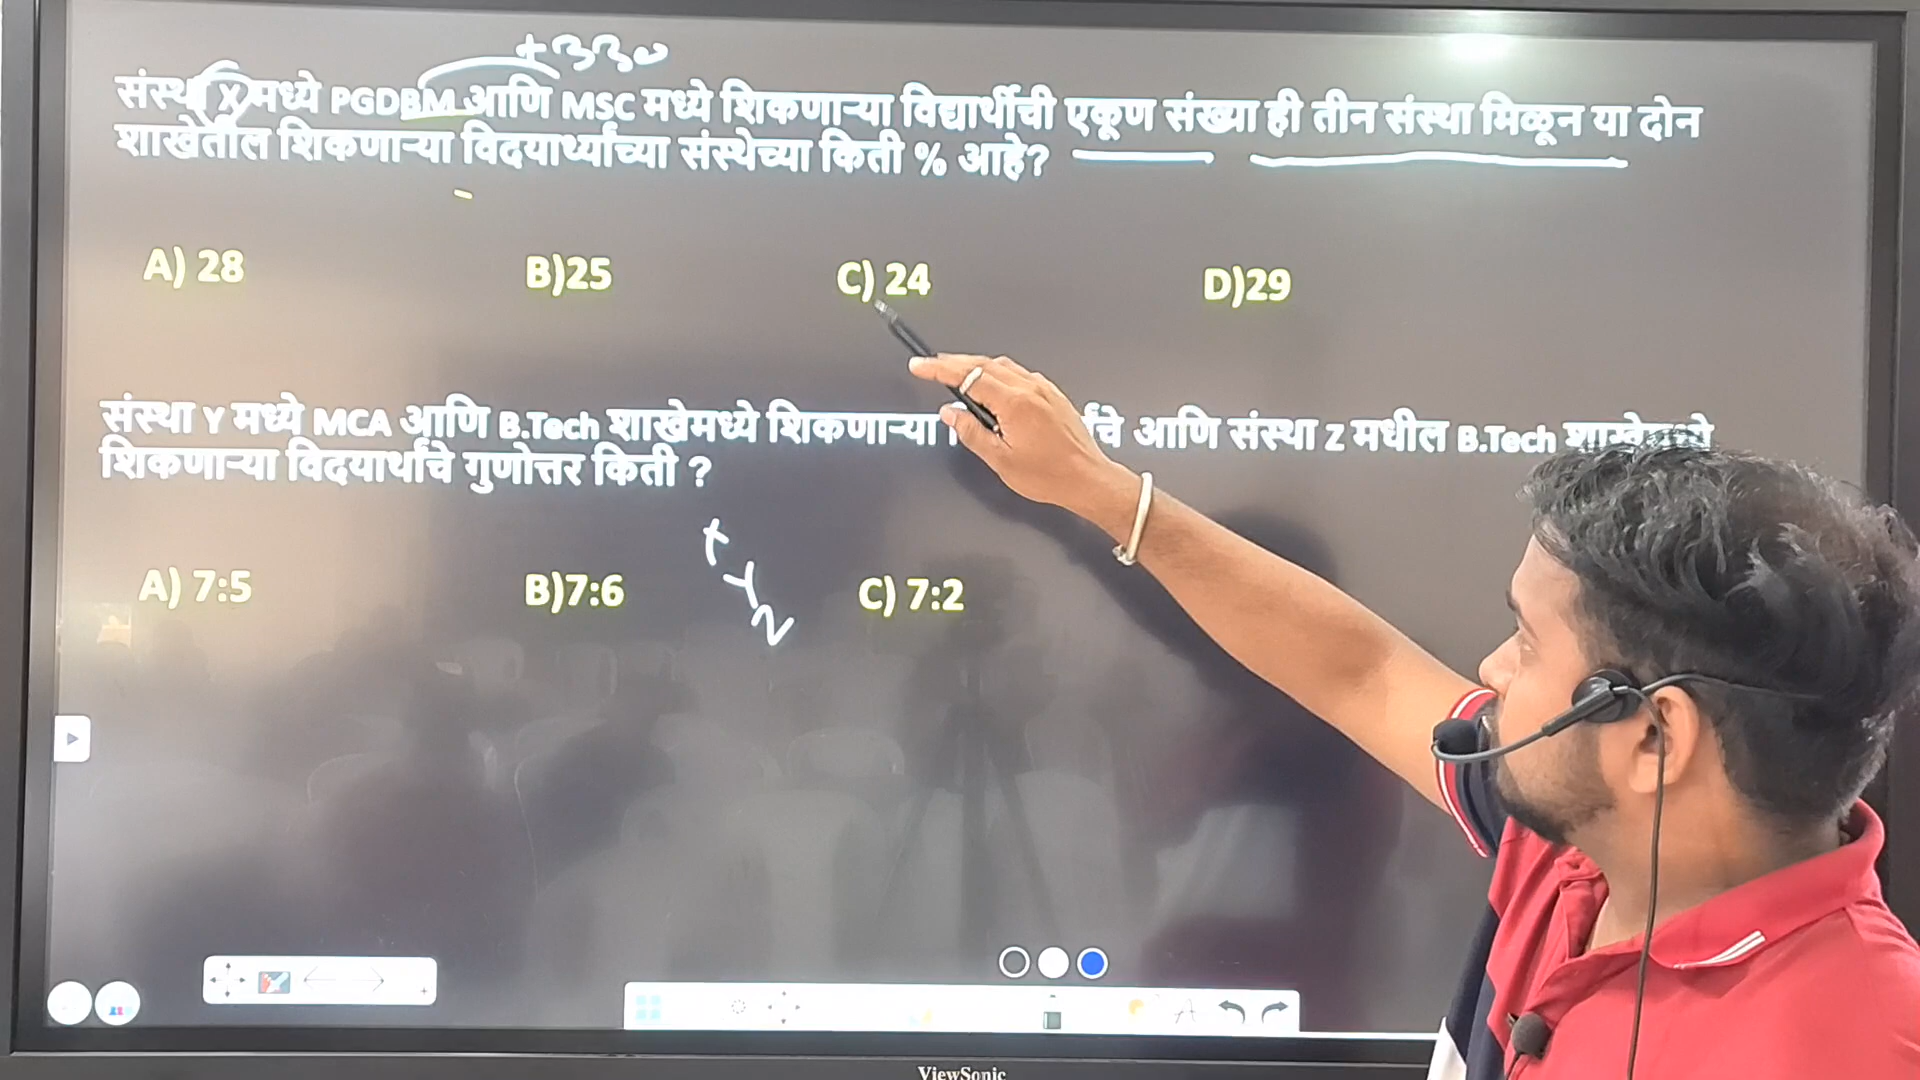 +330
संस्था X मध्ये PGDBM आणि MSC मध्ये शिकणाऱ्या विद्यार्थीची एकूण संख्या ही तीन संस्था मिळून या दोन
शाखेतील शिकणाऱ्या विदयार्थ्यांच्या संस्थेच्या किती % आहे?
A) 28 B)25 C) 24 D)29
संस्था Y मध्ये MCA आणि B.Tech शाखेमध्ये शिकणाऱ्या आणि संस्था Z मधील B.Tech
शिकणाऱ्या विदयार्थांचे गुणोत्तर किती ?
Y
Z
A) 7:5 B)7:6 C) 7:2
ViewSonic